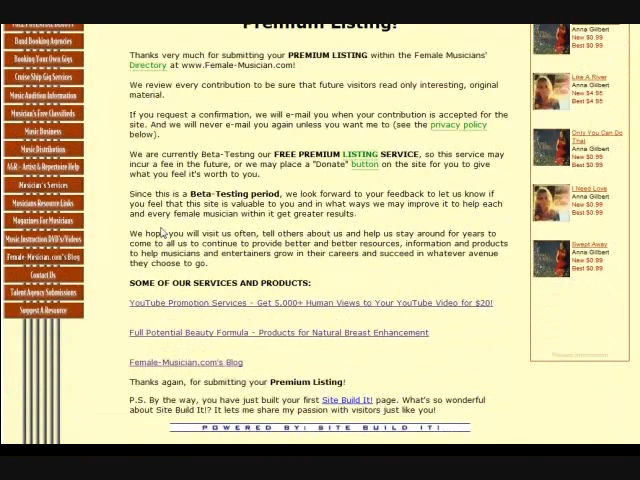 Premium Listing!
Thanks very much for submitting your PREMIUM LISTING within the Female Musicians'
Directory at www.Female-Musician.com!
We review every contribution to be sure that future visitors read only interesting, original
material.
If you request a confirmation, we will e-mail you when your contribution is accepted for the
site. And we will never e-mail you again unless you want me to (see the privacy policy
below).
We are currently Beta-Testing our FREE PREMIUM LISTING SERVICE, so this service may
incur a fee in the future, or we may place a "Donate" button on the site for you to give
what you feel it's worth to you.
Since this is a Beta-Testing period, we look forward to your feedback to let us know if
you feel that this site is valuable to you and in what ways we may improve it to help each
and every female musician within it get greater results.
We hope you will visit us often, tell others about us and help us stay around for years to
come to all us to continue to provide better and better resources, information and products
to help musicians and entertainers grow in their careers and succeed in whatever avenue
they choose to go.
SOME OF OUR SERVICES AND PRODUCTS:
YouTube Promotion Services - Get 5,000+ Human Views to Your YouTube Video for $20!
Full Potential Beauty Formula - Products for Natural Breast Enhancement
Female-Musician.com's Blog
Thanks again, for submitting your Premium Listing!
P.S. By the way, you have just built your first Site Build It! page. What's so wonderful
about Site Build It!? It lets me share my passion with visitors just like you!
POWERED BY: SITE BUILD IT!
Band Booking Agencies
Booking Your Own Gigs
Cruise Ship Gig Services
Music Audition Information
Musician's Free Classifieds
Music Business
Music Distribution
A&R - Artist & Repertoire Help
Musician's Services
Musicians Resource Links
Magazines For Musicians
Music Instruction DVD's/Videos
Female-Musician.com's Blog
Contact Us
Talent Agency Submissions
Suggest A Resource
Anna Gilbert
New $0.99
Best $0.99
Like A River
Anna Gilbert
New $4.95
Best $4.95
Only You Can Do
That
Anna Gilbert
New $0.99
Best $0.99
I Need Love
Anna Gilbert
New $0.99
Best $0.99
Swept Away
Anna Gilbert
New $0.99
Best $0.99